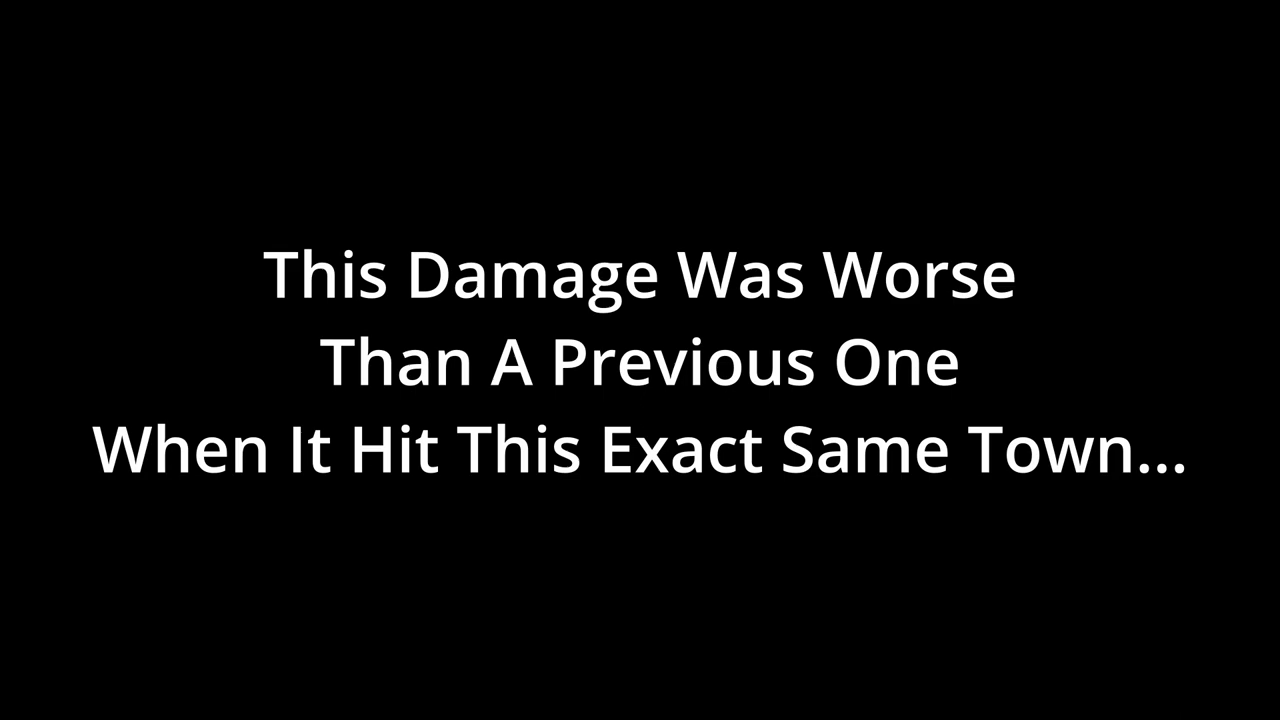 This Damage Was Worse
Than A Previous One
When It Hit This Exact Same Town...